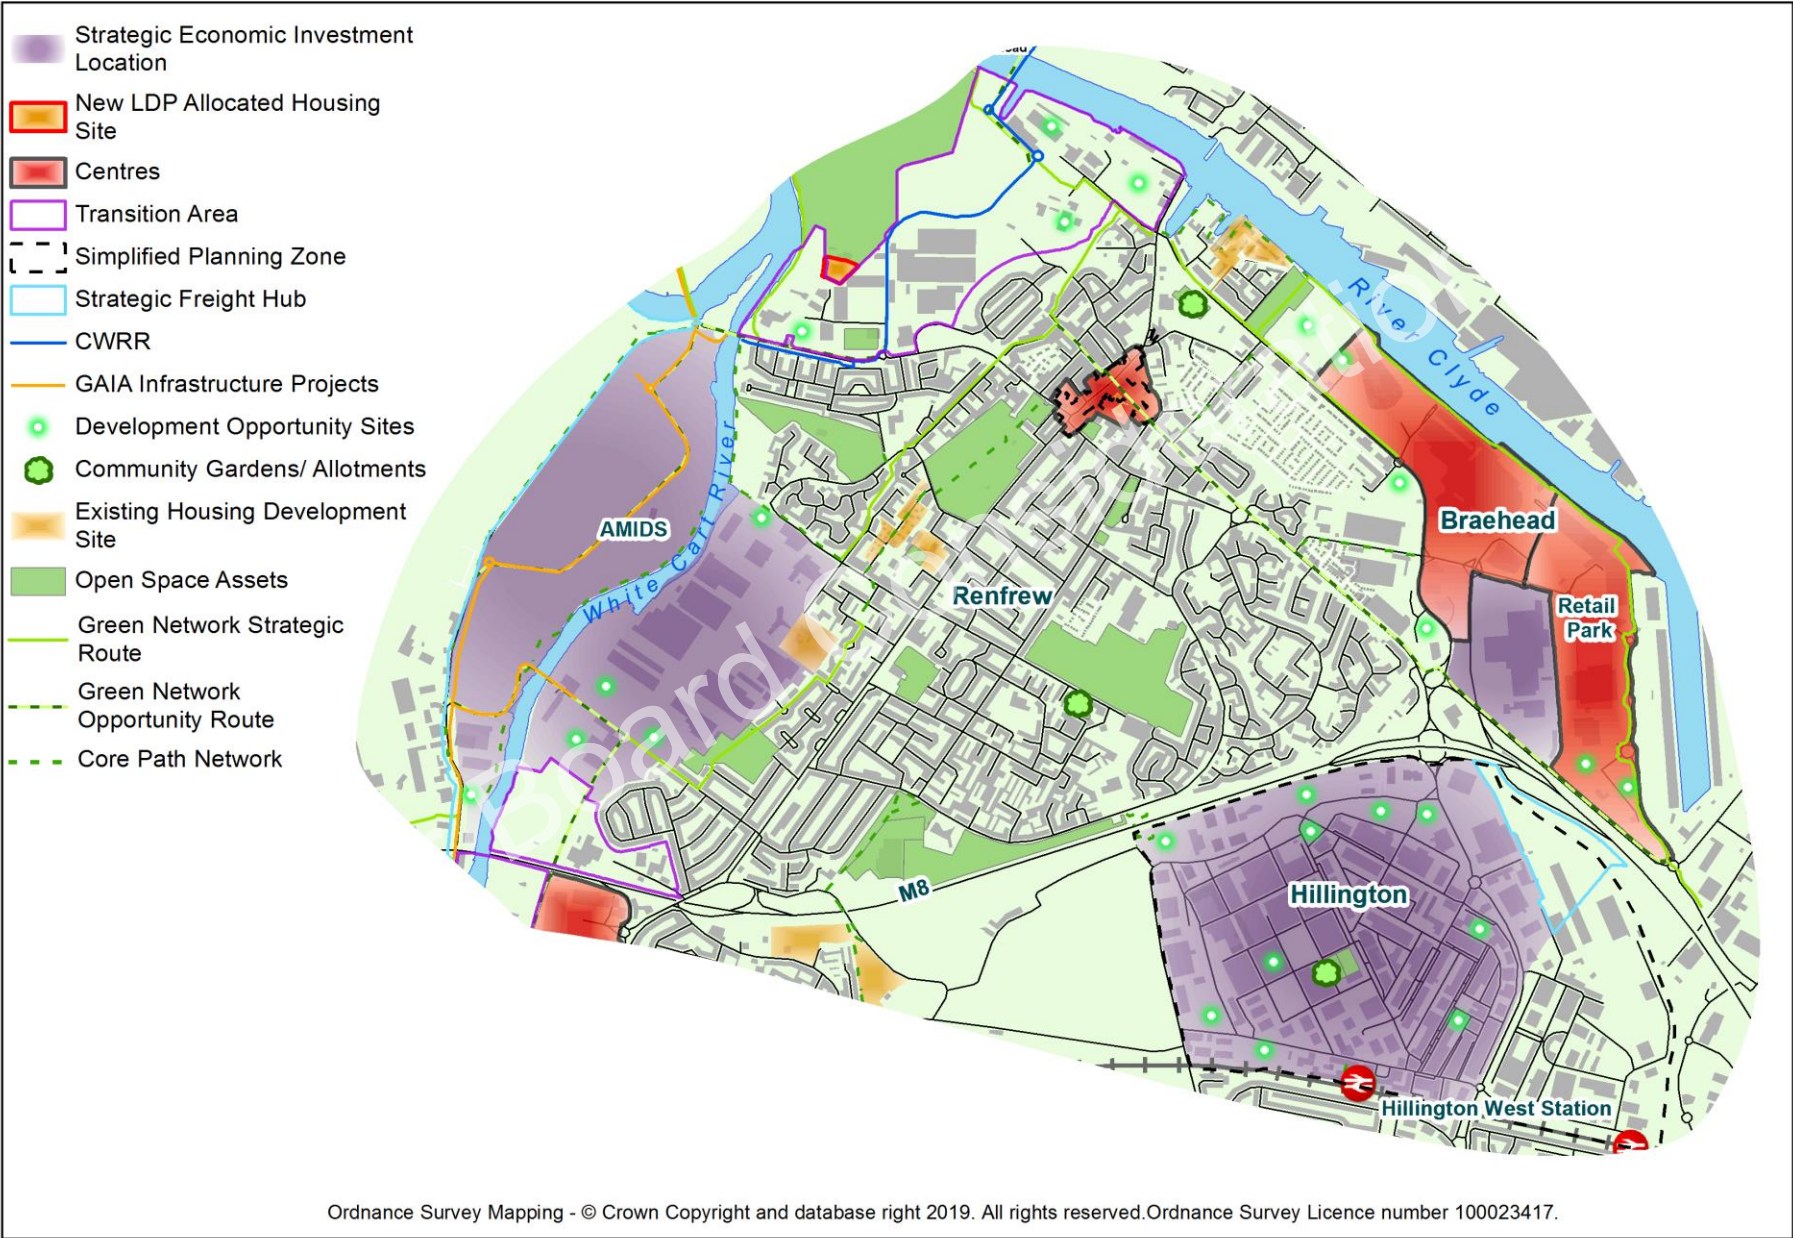 Strategic Economic Investment
Location
New LDP Allocated Housing
Site
Centres
Transition Area
Simplified Planning Zone
Strategic Freight Hub
CWRR
GAIA Infrastructure Projects
Development Opportunity Sites
Community Gardens/ Allotments
Existing Housing Development
Site
Open Space Assets
Green Network Strategic
Route
Green Network
Opportunity Route
Core Path Network
River Clyde
White Cart River
AMIDS
Braehead
Renfrew
Retail
Park
M8
Hillington
Hillington West Station
Board
Ordnance Survey Mapping - © Crown Copyright and database right 2019. All rights reserved.Ordnance Survey Licence number 100023417.